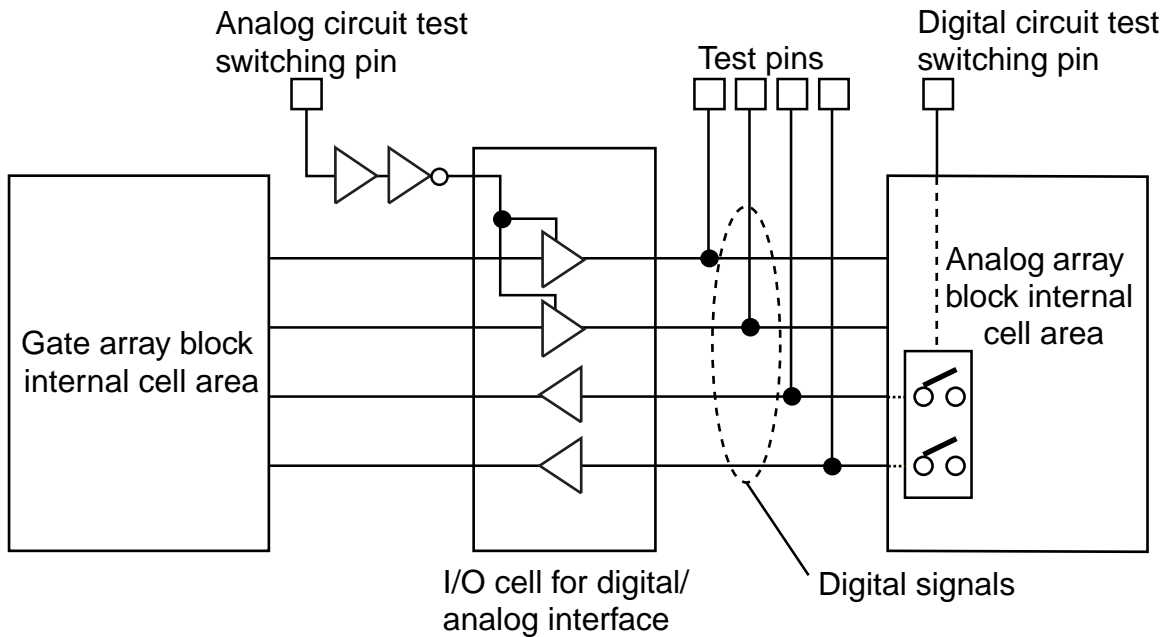 Analog circuit test
switching pin
Test pins
Digital circuit test
switching pin
Gate array block
internal cell area
Analog array
block internal
cell area
I/O cell for digital/
analog interface
Digital signals